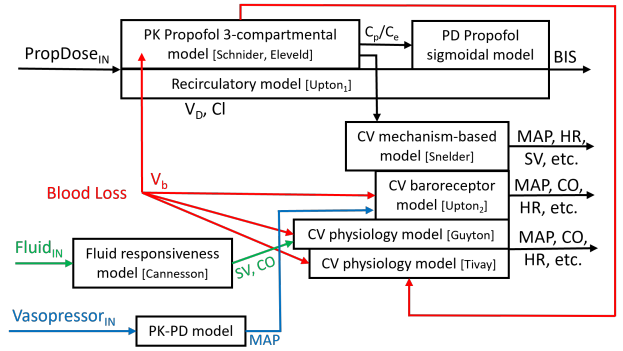 PK Propofol 3-compartmental
model [Schnider, Eleveld]
Cp/Ce
PD Propofol
sigmoidal model
PropDoseIN
BIS
Recirculatory model [Upton1]
VD, Cl
CV mechanism-based
model [Snelder]
MAP, HR,
SV, etc.
Vb
Blood Loss
CV baroreceptor
model [Upton2]
MAP, CO,
HR, etc.
CV physiology model [Guyton]
MAP, CO,
HR, etc.
FluidIN
Fluid responsiveness
model [Cannesson]
SV, CO
CV physiology model [Tivay]
VasopressorIN
PK-PD model
MAP